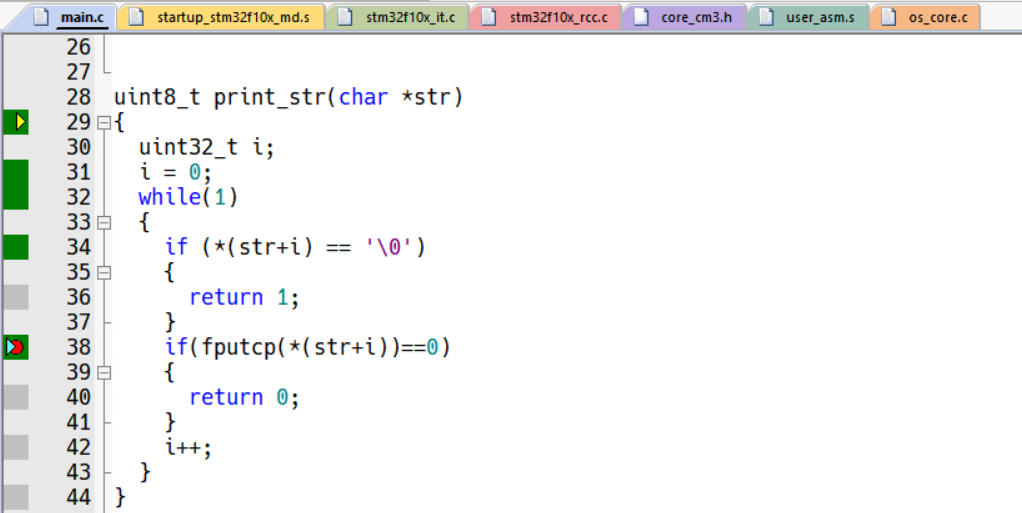 main.c startup_stm32f10x_md.s stm32f10x_it.c stm32f10x_rcc.c core_cm3.h user_asm.s os_core.c
26
27
28 uint8_t print_str(char *str)
29 {
30 uint32_t i;
31 i = 0;
32 while(1)
33 {
34 if (*(str+i) == '\0')
35 {
36 return 1;
37 }
38 if(fputcp(*(str+i))==0)
39 {
40 return 0;
41 }
42 i++;
43 }
44 }